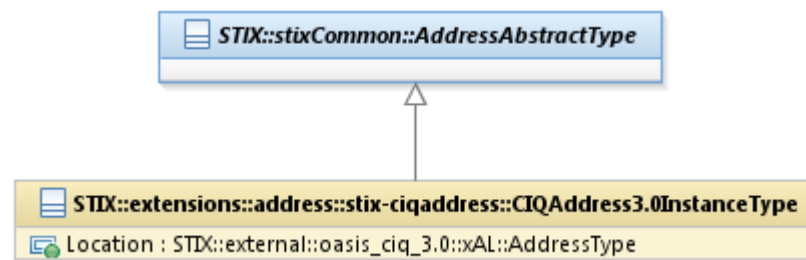 STIX::stixCommon::AddressAbstractType
STIX::extensions::address::stix-ciqaddress::CIQAddress3.0InstanceType
Location : STIX::external::oasis_ciq_3.0::xAL::AddressType